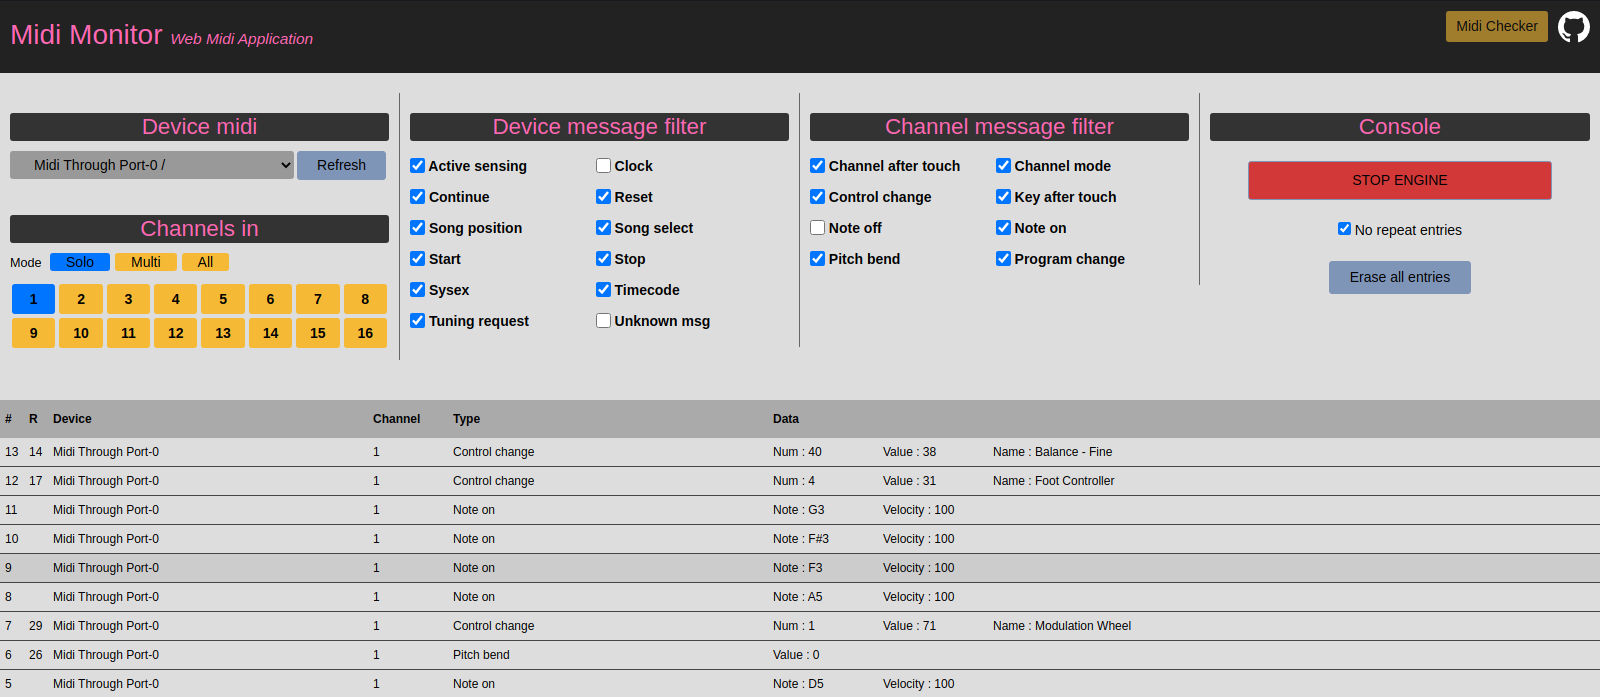 Midi Monitor Web Midi Application
Midi Checker
Device midi
Midi Through Port-0 /
Refresh
Channels in
Mode Solo Multi All
1 2 3 4 5 6 7 8
9 10 11 12 13 14 15 16
Device message filter
Active sensing Clock
Continue Reset
Song position Song select
Start Stop
Sysex Timecode
Tuning request Unknown msg
Channel message filter
Channel after touch Channel mode
Control change Key after touch
Note off Note on
Pitch bend Program change
Console
STOP ENGINE
No repeat entries
Erase all entries
# R Device Channel Type Data
13 14 Midi Through Port-0 1 Control change Num : 40 Value : 38 Name : Balance - Fine
12 17 Midi Through Port-0 1 Control change Num : 4 Value : 31 Name : Foot Controller
11 Midi Through Port-0 1 Note on Note : G3 Velocity : 100
10 Midi Through Port-0 1 Note on Note : F#3 Velocity : 100
9 Midi Through Port-0 1 Note on Note : F3 Velocity : 100
8 Midi Through Port-0 1 Note on Note : A5 Velocity : 100
7 29 Midi Through Port-0 1 Control change Num : 1 Value : 71 Name : Modulation Wheel
6 26 Midi Through Port-0 1 Pitch bend Value : 0
5 Midi Through Port-0 1 Note on Note : D5 Velocity : 100